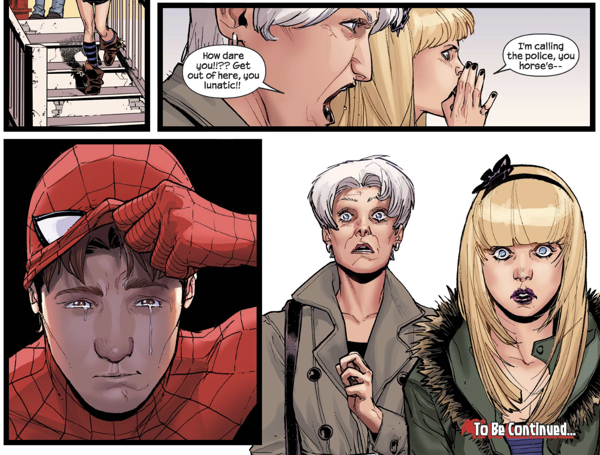 How dare
you!!?? Get
out of here, you
lunatic!!
I'm calling
the police, you
horse's--
To Be Continued...